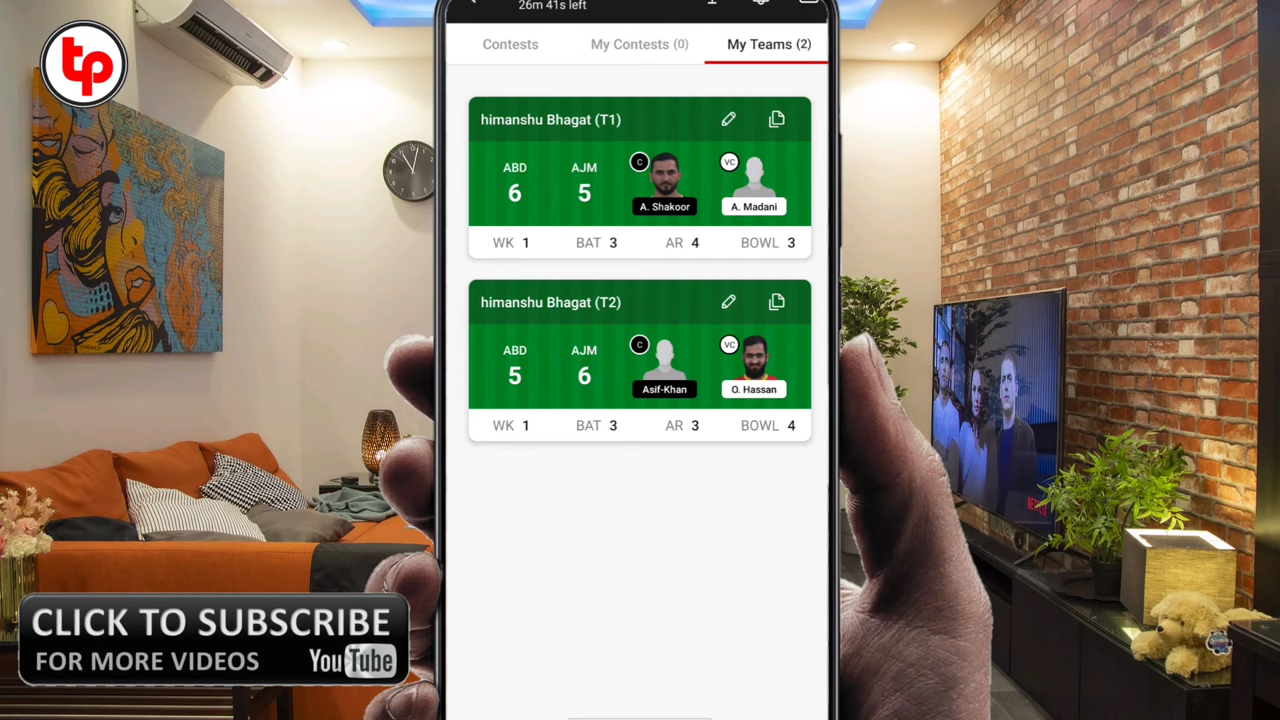 26m 41s left
Contests
My Contests (0)
My Teams (2)
tp
himanshu Bhagat (T1)
ABD
AJM
C
VC
6
5
A. Shakoor
A. Madani
WK 1
BAT 3
AR 4
BOWL 3
himanshu Bhagat (T2)
ABD
AJM
C
VC
5
6
Asif-Khan
O. Hassan
WK 1
BAT 3
AR 3
BOWL 4
NETFLIX
CLICK TO SUBSCRIBE
FOR MORE VIDEOS YouTube